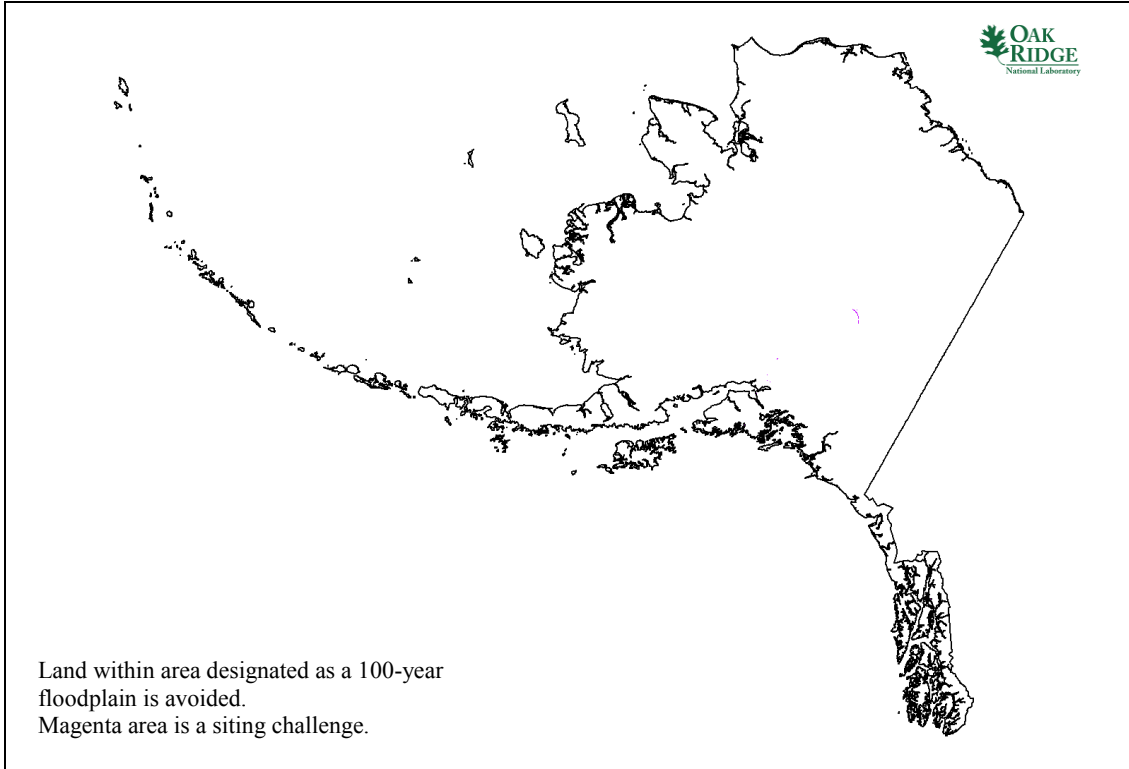 OAK
RIDGE
National Laboratory
Land within area designated as a 100-year
floodplain is avoided.
Magenta area is a siting challenge.